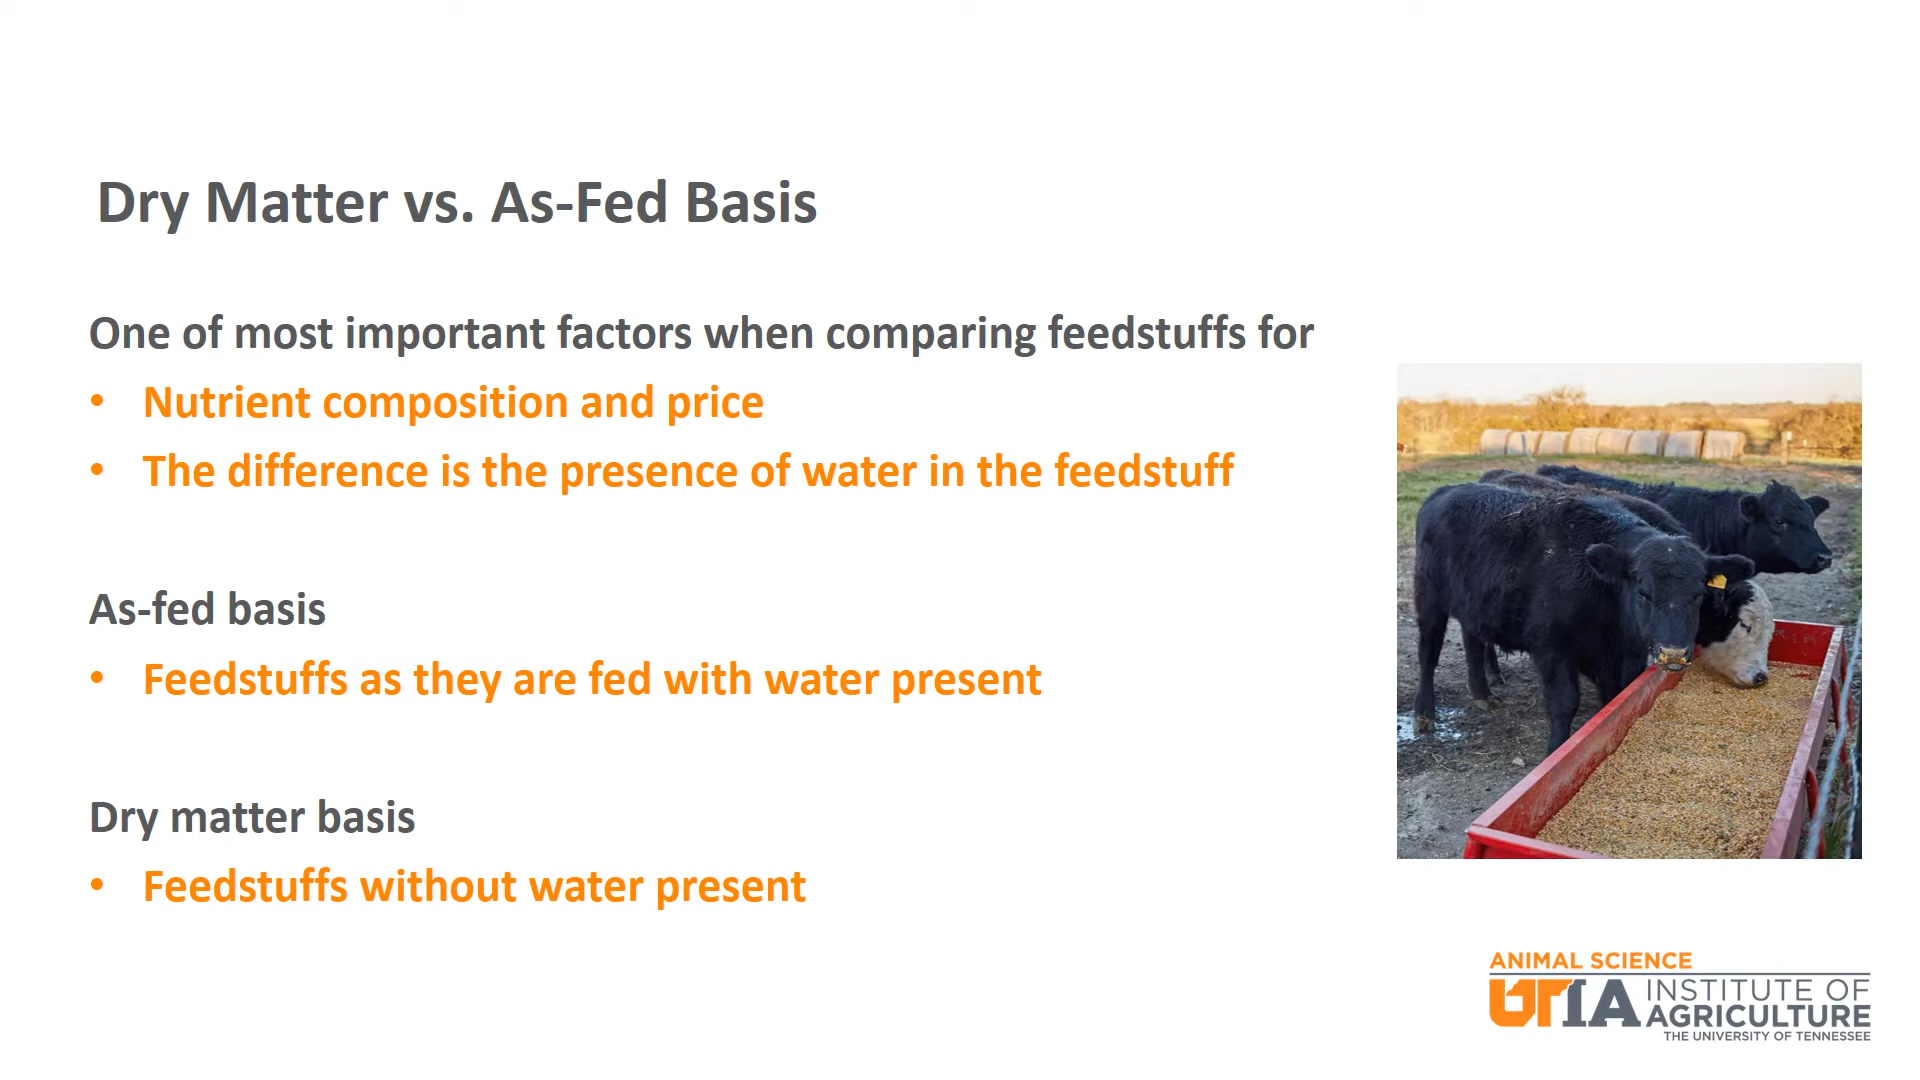 Dry Matter vs. As-Fed Basis
One of most important factors when comparing feedstuffs for
• Nutrient composition and price
• The difference is the presence of water in the feedstuff
As-fed basis
• Feedstuffs as they are fed with water present
Dry matter basis
• Feedstuffs without water present
ANIMAL SCIENCE
UTIA INSTITUTE OF
AGRICULTURE
THE UNIVERSITY OF TENNESSEE